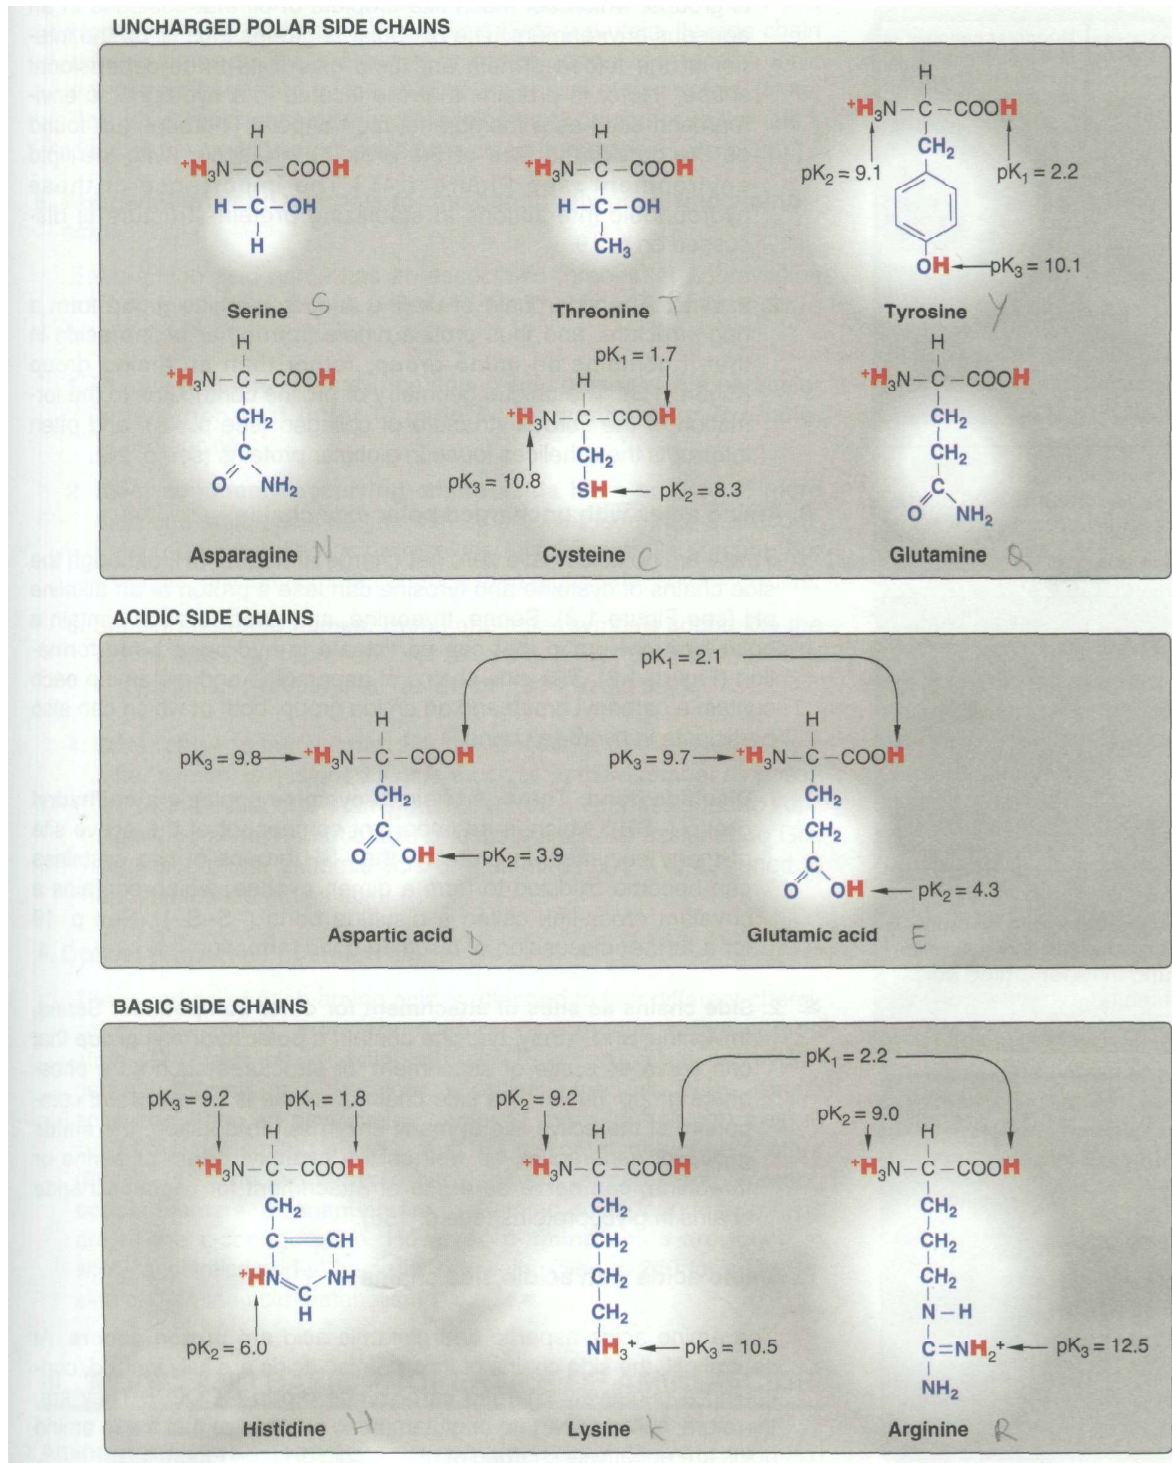 UNCHARGED POLAR SIDE CHAINS
H
+H3N – C – COOH
H – C – OH
H
Serine S
H
+H3N – C – COOH
H – C – OH
CH3
Threonine T
H
+H3N – C – COOH
pK2 = 9.1
CH2
pK1 = 2.2
OH
pK3 = 10.1
Tyrosine Y
H
+H3N – C – COOH
CH2
C
O NH2
Asparagine N
pK1 = 1.7
H
+H3N – C – COOH
CH2
pK3 = 10.8
SH
pK2 = 8.3
Cysteine C
H
+H3N – C – COOH
CH2
CH2
C
O NH2
Glutamine Q
ACIDIC SIDE CHAINS
pK1 = 2.1
H
pK3 = 9.8
+H3N – C – COOH
CH2
C
O OH
pK2 = 3.9
Aspartic acid D
H
pK3 = 9.7
+H3N – C – COOH
CH2
CH2
C
O OH
pK2 = 4.3
Glutamic acid E
BASIC SIDE CHAINS
pK1 = 2.2
pK3 = 9.2 pK1 = 1.8
H
+H3N – C – COOH
CH2
C CH
+HN NH
C
H
pK2 = 6.0
Histidine H
pK2 = 9.2
H
+H3N – C – COOH
CH2
CH2
CH2
CH2
NH3+
pK3 = 10.5
Lysine K
pK2 = 9.0
H
+H3N – C – COOH
CH2
CH2
CH2
N – H
C = NH2+
pK3 = 12.5
NH2
Arginine R